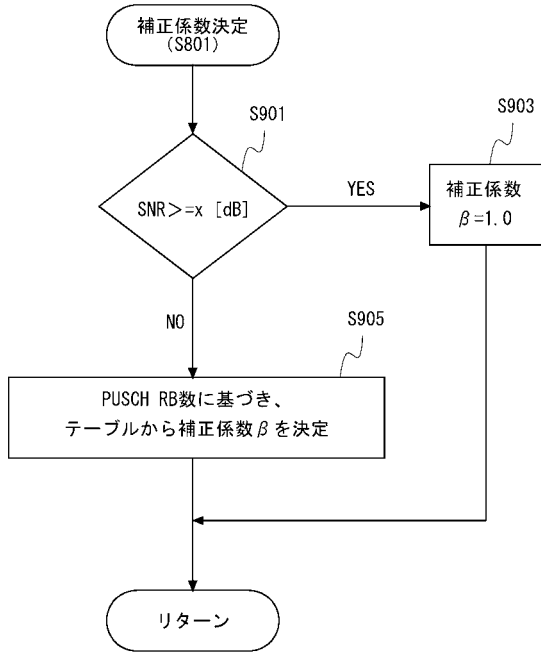 補正係数決定
(S801)
S901
SNR>=x [dB]
YES
S903
補正係数
β=1.0
NO
S905
PUSCH RB数に基づき、
テーブルから補正係数βを決定
リターン